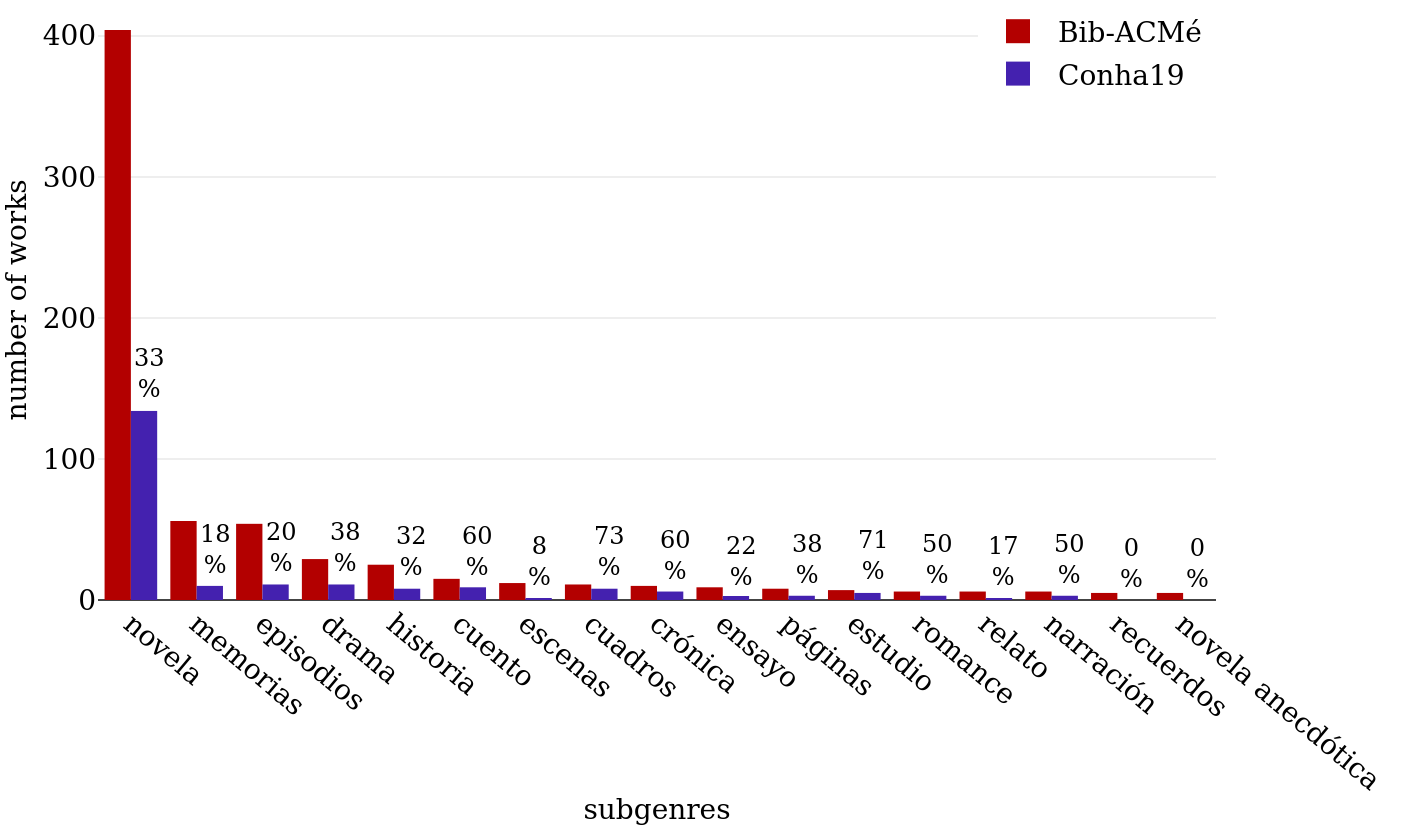 Bib-ACMé
Conha19
number of works
400
300
200
100
0
33
%
18
%
20
%
38
%
32
%
60
%
8
%
73
%
60
%
22
%
38
%
71
%
50
%
17
%
50
%
0
%
0
%
novela
memorias
episodios
drama
historia
cuento
escenas
cuadros
crónica
ensayo
páginas
estudio
romance
relato
narración
recuerdos
novela anecdótica
subgenres